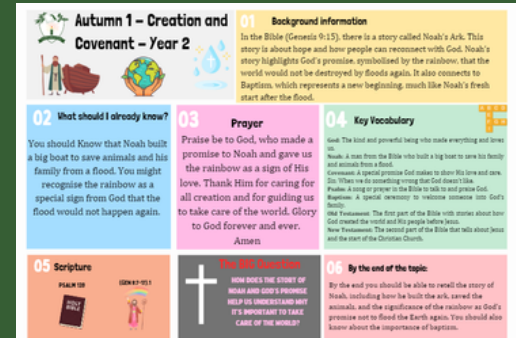 Autumn 1 – Creation and
Covenant – Year 2
01 Background information
In the Bible (Genesis 9:15), there is a story called Noah's Ark. This
story is about hope and how people can reconnect with God. Noah's
story highlights God's promise, symbolised by the rainbow, that
the world would not be destroyed by floods again. It also connects to
Baptism, which represents a new beginning, much like Noah's fresh
start after the flood.
02 What should I already know?
You should Know that Noah built
a big boat to save animals and his
family from a flood. You might
recognise the rainbow as a
special sign from God that the
flood would not happen again.
03 Prayer
Praise be to God, who made a
promise to Noah and gave us
the rainbow as a sign of His
love. Thank Him for caring for
all creation and for guiding us
to take care of the world. Glory
to God forever and ever.
Amen
04 Key Vocabulary
God: The kind and powerful being who made everything and loves
us.
Noah: A man from the Bible who built a big boat to save his family
and animals from a flood.
Covenant: A special promise God makes to show His love and care.
Sin: When we do something wrong that God doesn't like.
Psalm: A song or prayer in the Bible to talk to and praise God.
Baptism: A special ceremony to welcome someone into God's
family.
Old Testament: The first part of the Bible with stories about how
God created the world and His people before Jesus.
New Testament: The second part of the Bible that tells about Jesus
and the start of the Christian Church.
05 Scripture
PSALM 139
HOLY
BIBLE
The BIG Question
HOW DOES THE STORY OF
NOAH AND GOD'S PROMISE
HELP US UNDERSTAND WHY
IT'S IMPORTANT TO TAKE
CARE OF THE WORLD?
06 By the end of the topic:
By the end you should be able to retell the story of
Noah, including how he built the ark, saved the
animals, and the significance of the rainbow as God's
promise not to flood the Earth again. You should also
know about the importance of baptism.